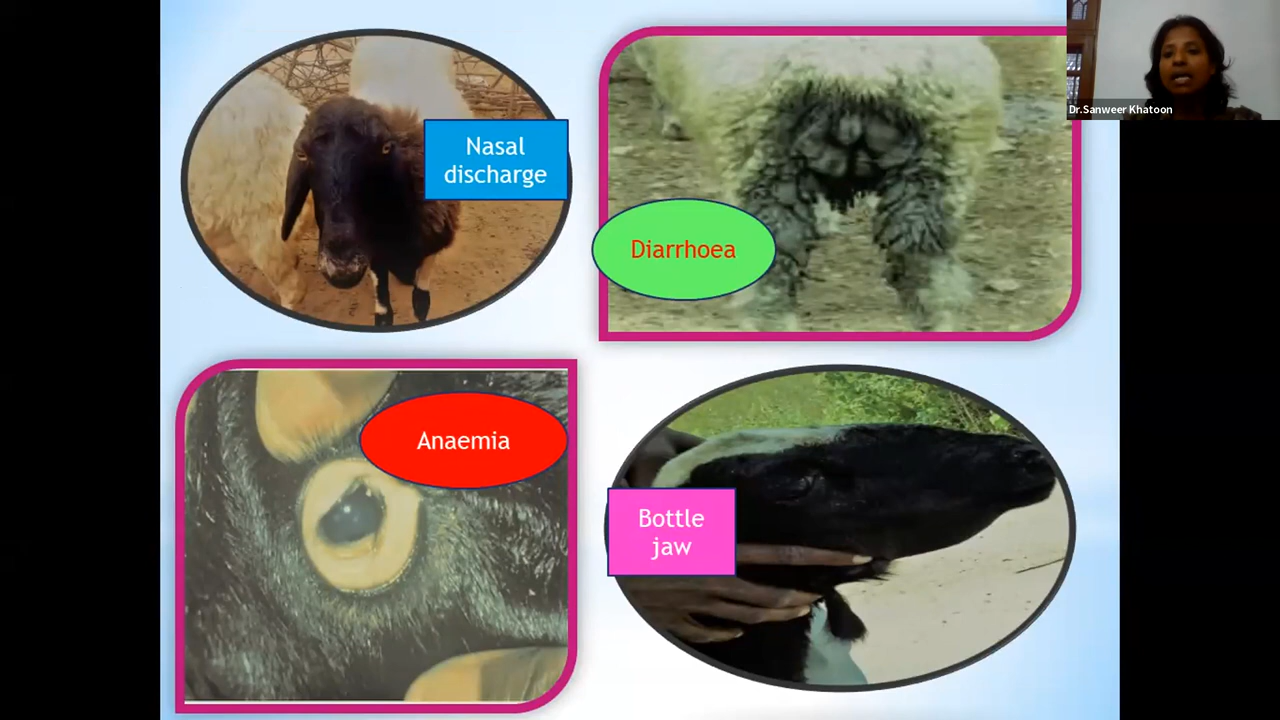 Nasal
discharge
Dr.Sanweer Khatoon
Diarrhoea
Anaemia
Bottle
jaw